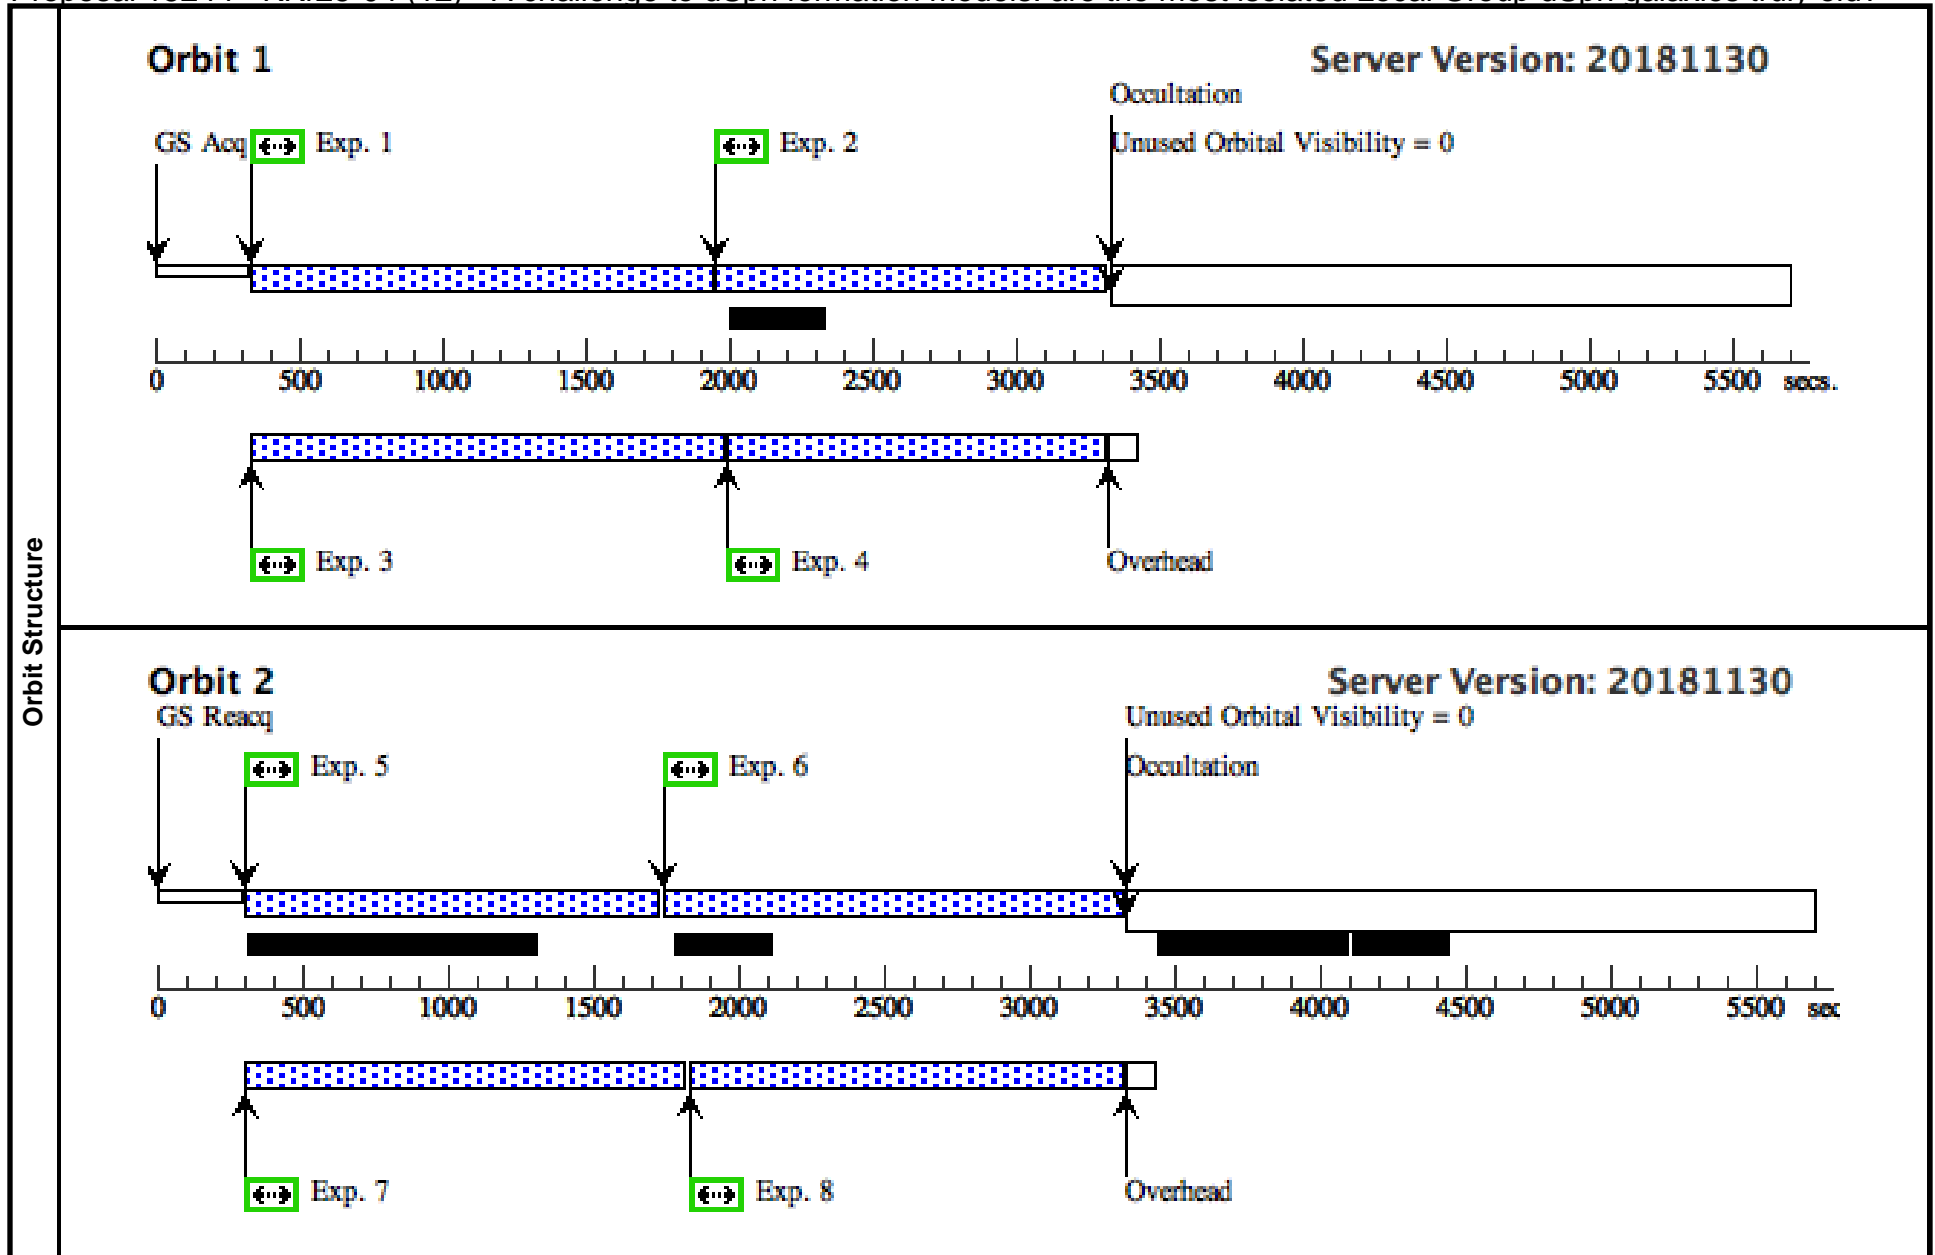 Orbit Structure
Orbit 1
Server Version: 20181130
Occultation
GS Acq Exp. 1 Exp. 2 Unused Orbital Visibility = 0
0 500 1000 1500 2000 2500 3000 3500 4000 4500 5000 5500 secs.
Exp. 3 Exp. 4 Overhead
Orbit 2
Server Version: 20181130
GS Reacq Unused Orbital Visibility = 0
Exp. 5 Exp. 6 Occultation
0 500 1000 1500 2000 2500 3000 3500 4000 4500 5000 5500 sec
Exp. 7 Exp. 8 Overhead